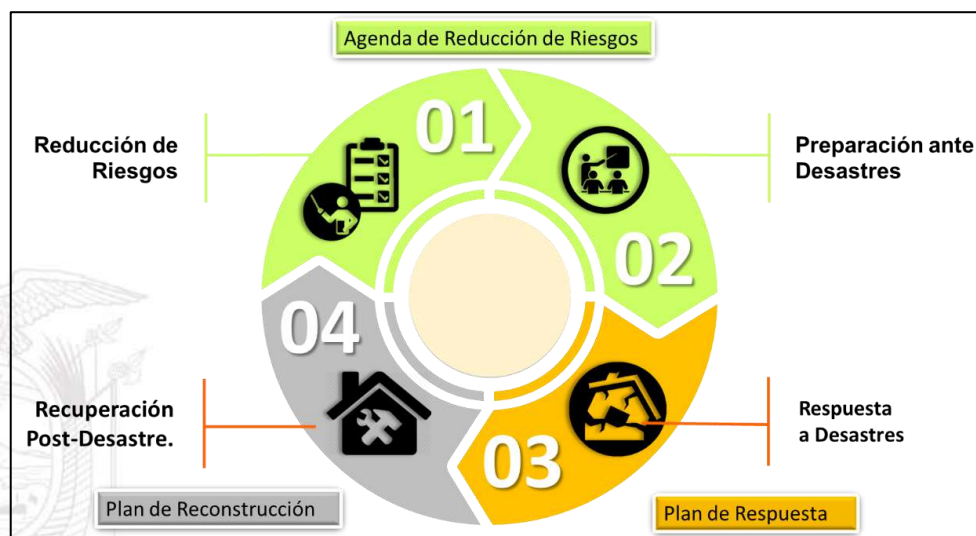 Agenda de Reducción de Riesgos
01
Reducción de
Riesgos
Preparación ante
Desastres
02
04
Recuperación
Post-Desastre.
Respuesta
a Desastres
03
Plan de Reconstrucción
Plan de Respuesta